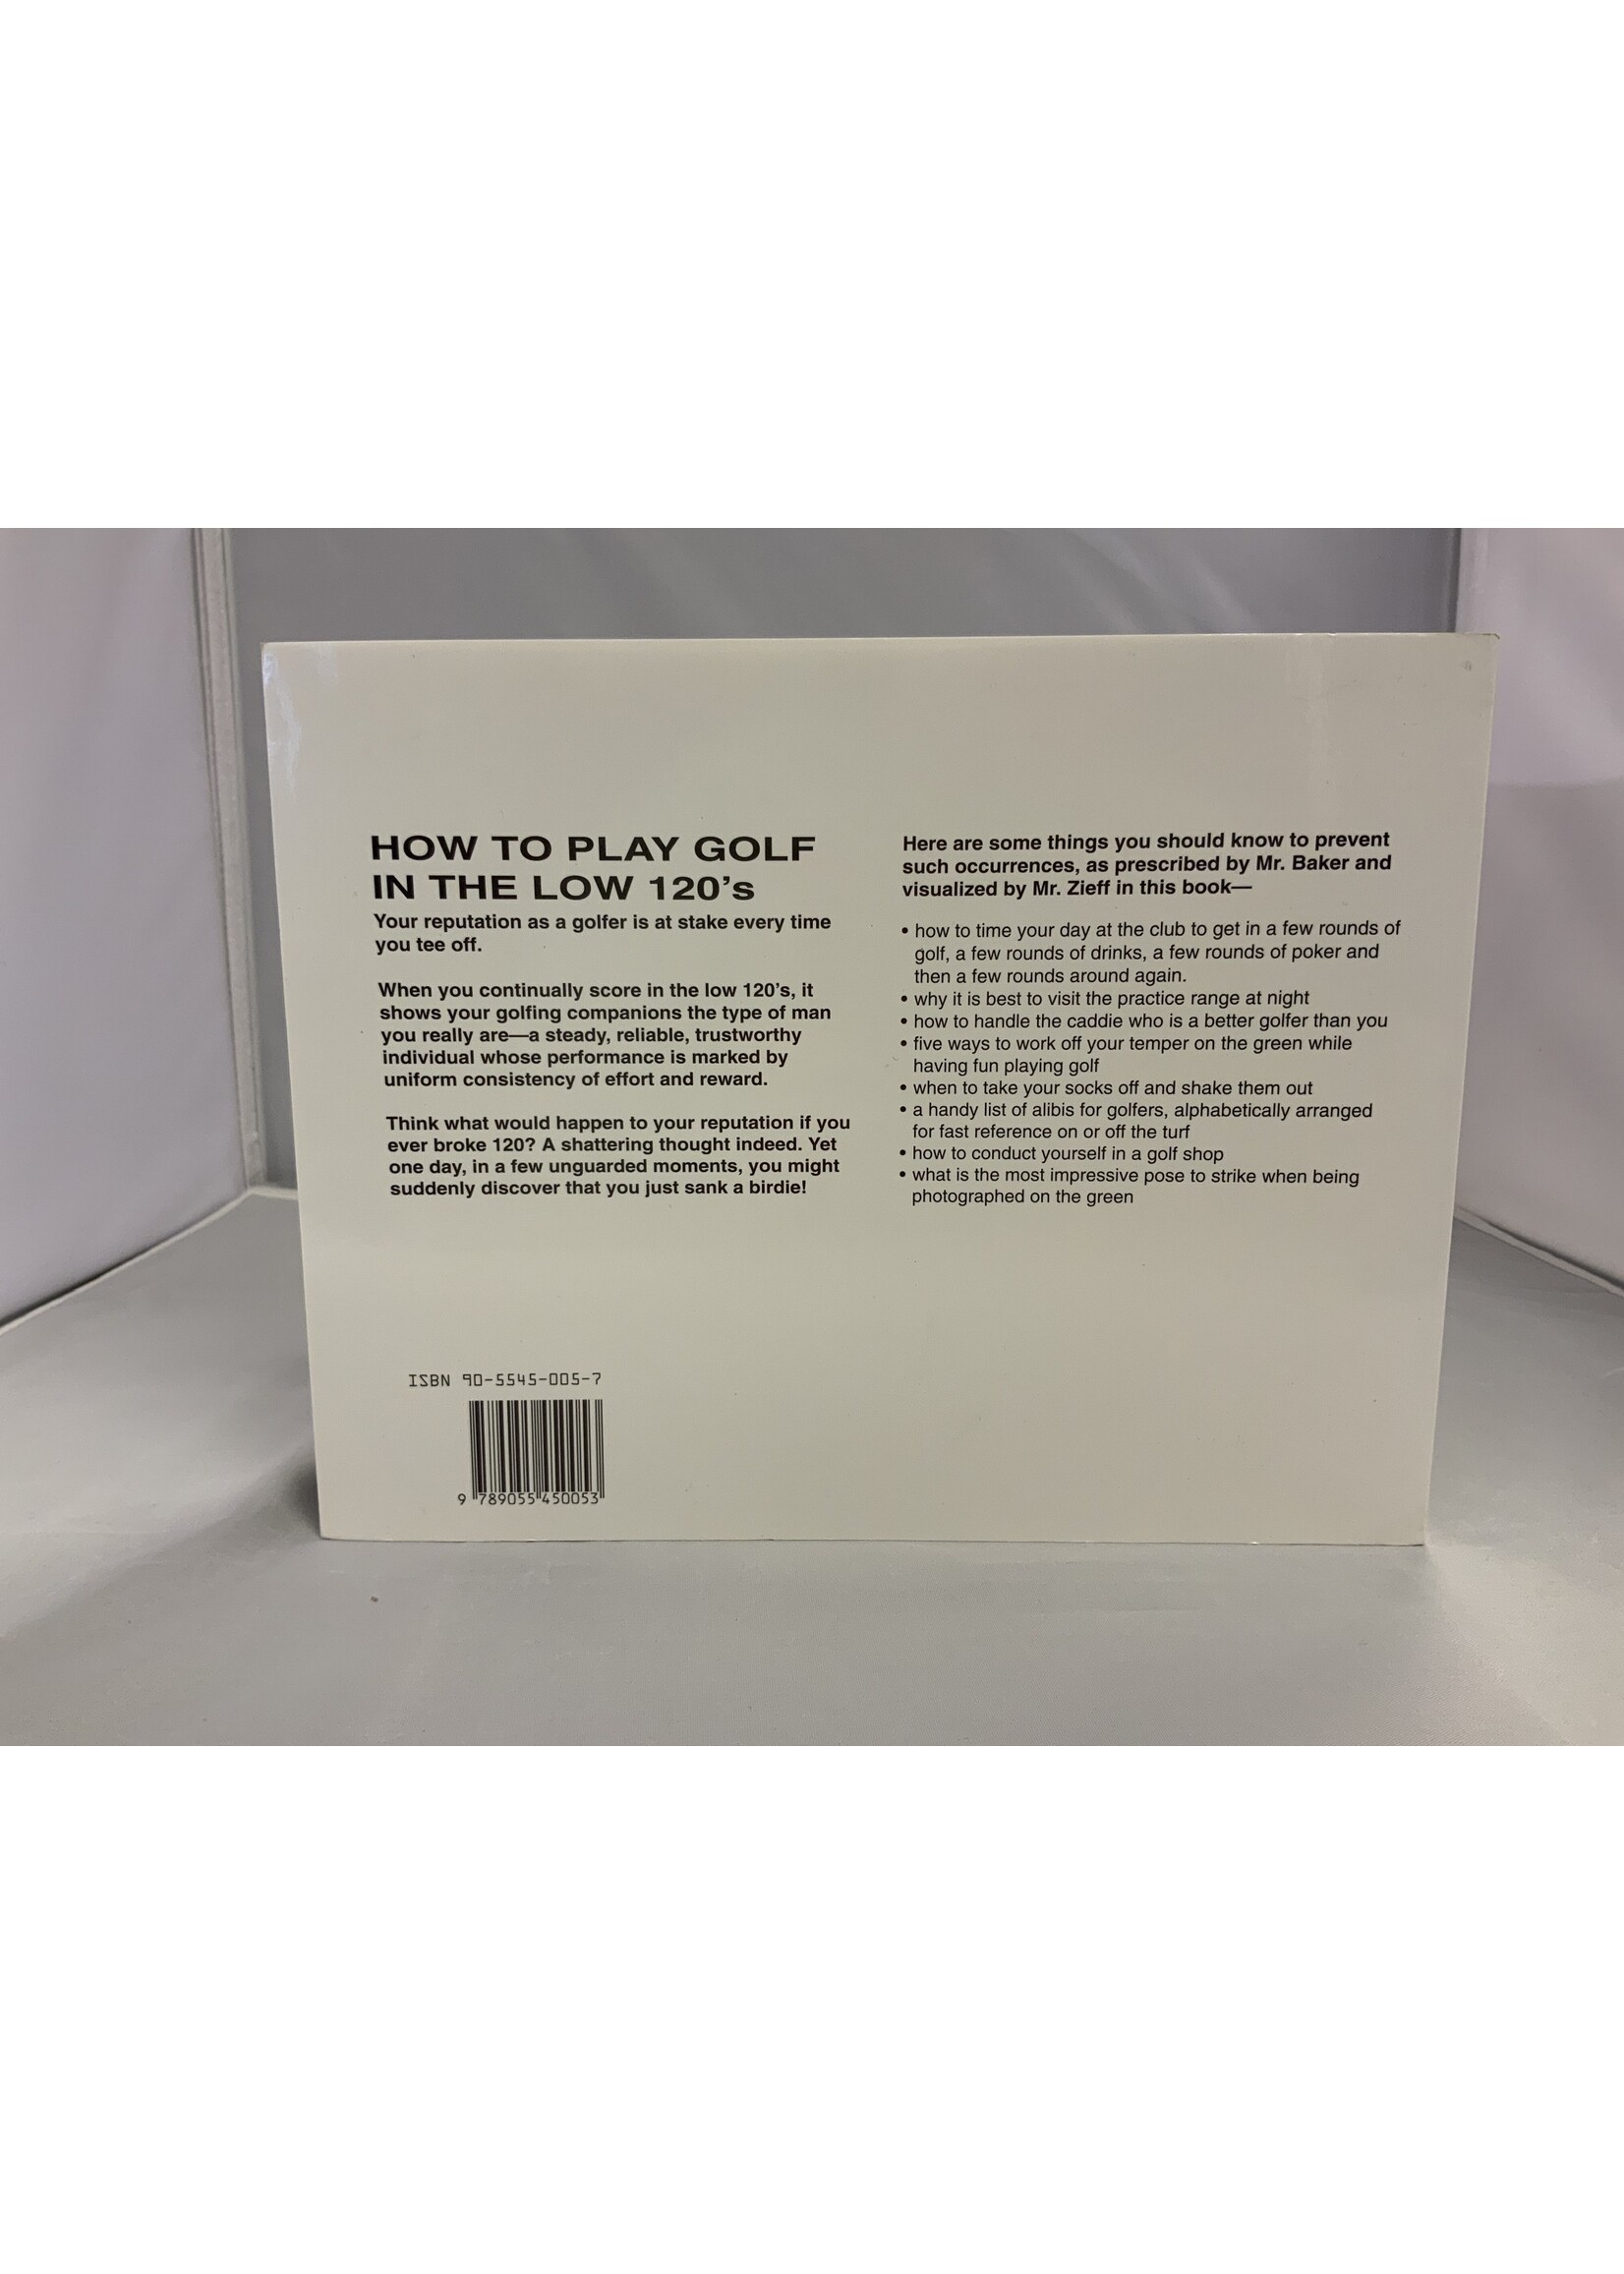 HOW TO PLAY GOLF
IN THE LOW 120's
Your reputation as a golfer is at stake every time
you tee off.
When you continually score in the low 120's, it
shows your golfing companions the type of man
you really are—a steady, reliable, trustworthy
individual whose performance is marked by
uniform consistency of effort and reward.
Think what would happen to your reputation if you
ever broke 120? A shattering thought indeed. Yet
one day, in a few unguarded moments, you might
suddenly discover that you just sank a birdie!
Here are some things you should know to prevent
such occurrences, as prescribed by Mr. Baker and
visualized by Mr. Zieff in this book—
• how to time your day at the club to get in a few rounds of
golf, a few rounds of drinks, a few rounds of poker and
then a few rounds around again.
• why it is best to visit the practice range at night
• how to handle the caddie who is a better golfer than you
• five ways to work off your temper on the green while
having fun playing golf
• when to take your socks off and shake them out
• a handy list of alibis for golfers, alphabetically arranged
for fast reference on or off the turf
• how to conduct yourself in a golf shop
• what is the most impressive pose to strike when being
photographed on the green
ISBN 90-5545-005-7
9 789055 450053